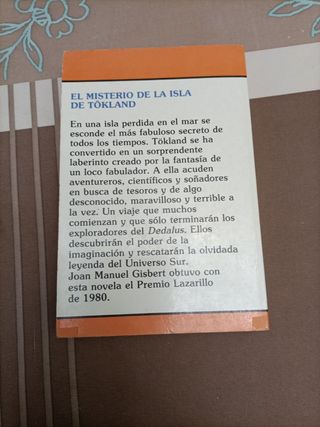 EL MISTERIO DE LA ISLA
DE TÖKLAND
En una isla perdida en el mar se
esconde el más fabuloso secreto de
todos los tiempos. Tökland se ha
convertido en un sorprendente
laberinto creado por la fantasía de
un loco fabulador. A ella acuden
aventureros, científicos y soñadores
en busca de tesoros y de algo
desconocido, maravilloso y terrible a
la vez. Un viaje que muchos
comienzan y que sólo terminarán los
exploradores del Dedalus. Ellos
descubrirán el poder de la
imaginación y rescatarán la olvidada
leyenda del Universo Sur.
Joan Manuel Gisbert obtuvo con
esta novela el Premio Lazarillo
de 1980.